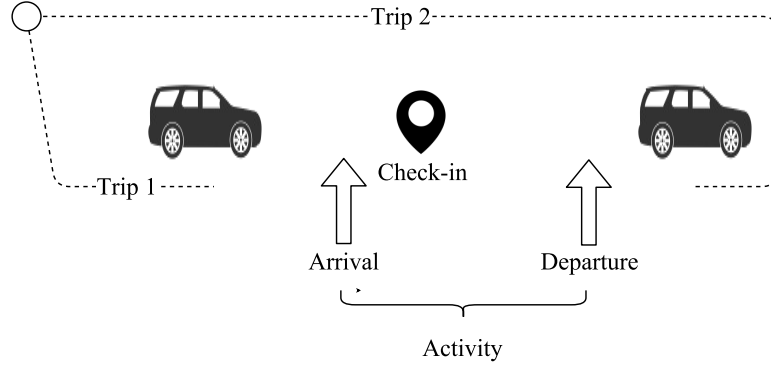 Trip 2
Check-in
Trip 1
Arrival
Departure
Activity